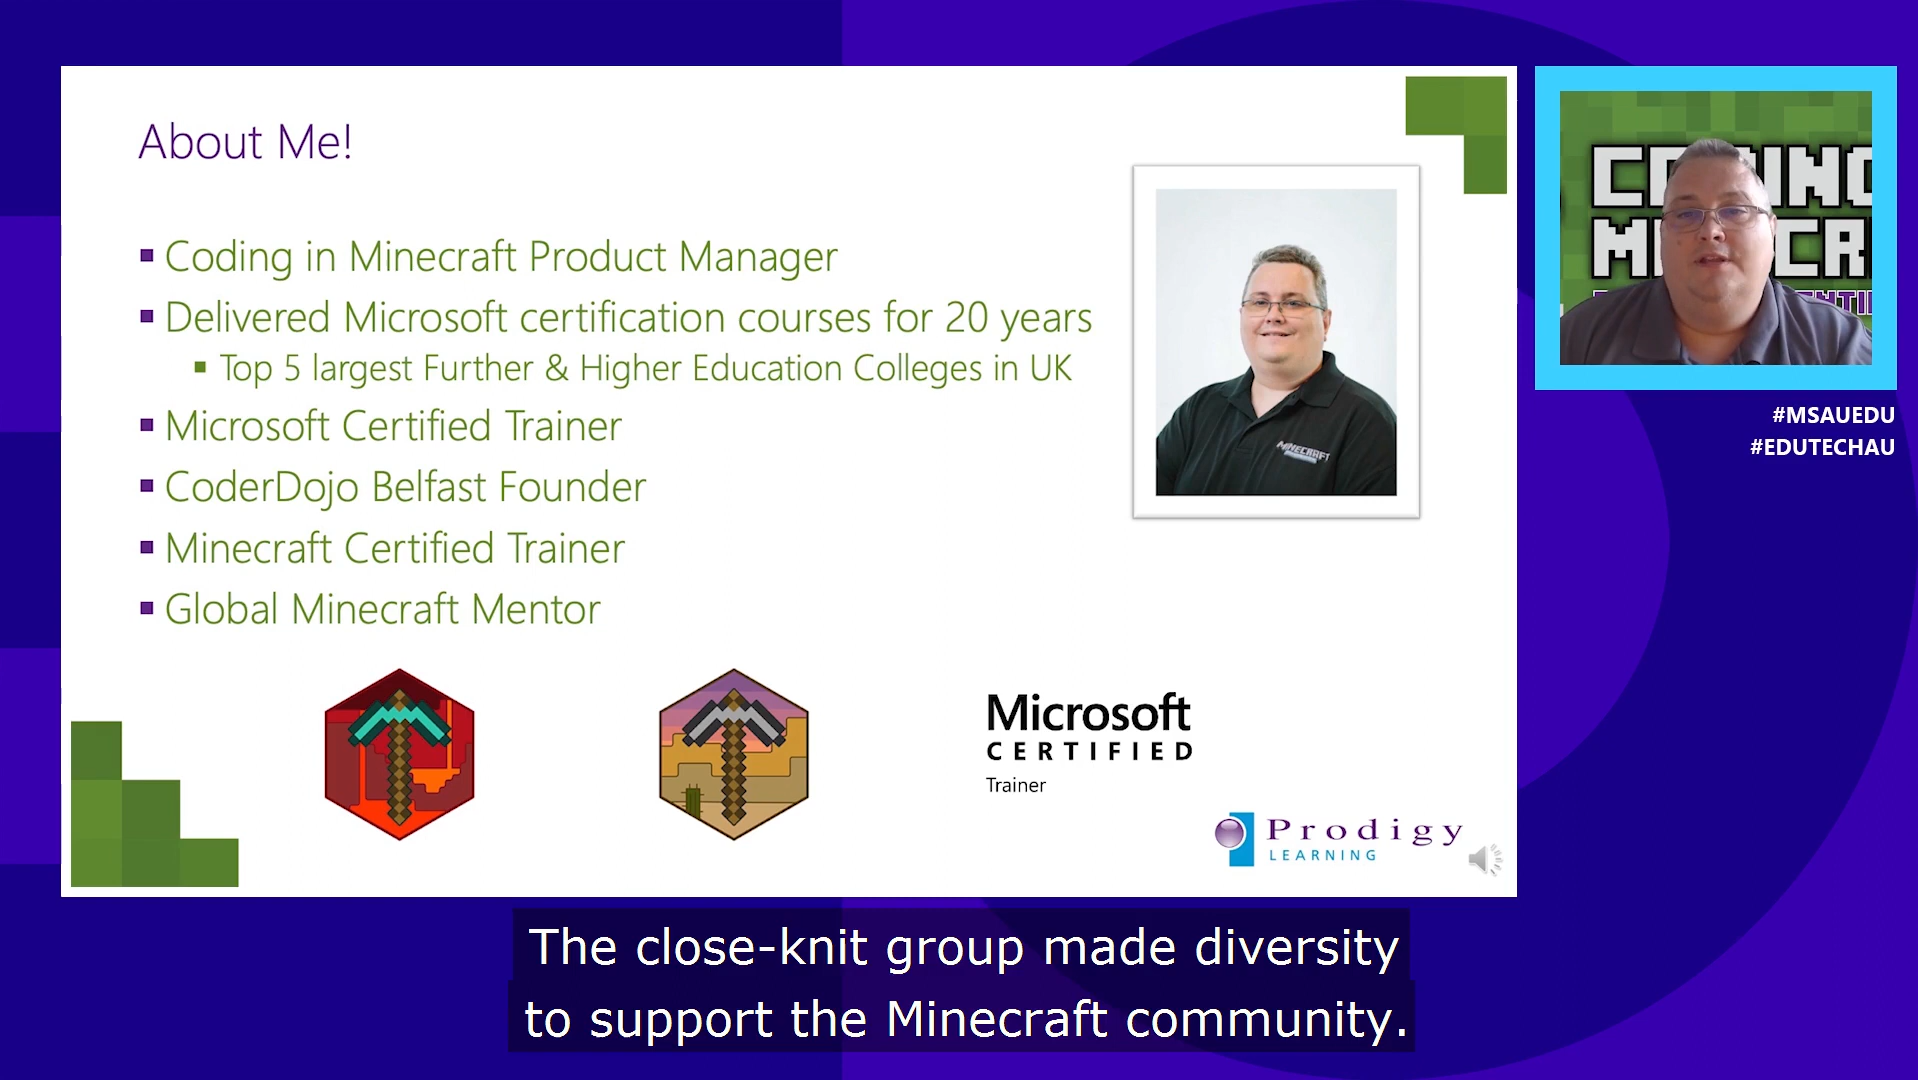 About Me!
Coding in Minecraft Product Manager
Delivered Microsoft certification courses for 20 years
Top 5 largest Further & Higher Education Colleges in UK
Microsoft Certified Trainer
CoderDojo Belfast Founder
Minecraft Certified Trainer
Global Minecraft Mentor
MINECRAFT
Microsoft
CERTIFIED
Trainer
Prodigy
LEARNING
#MSAUEDU
#EDUTECHAU
The close-knit group made diversity
to support the Minecraft community.